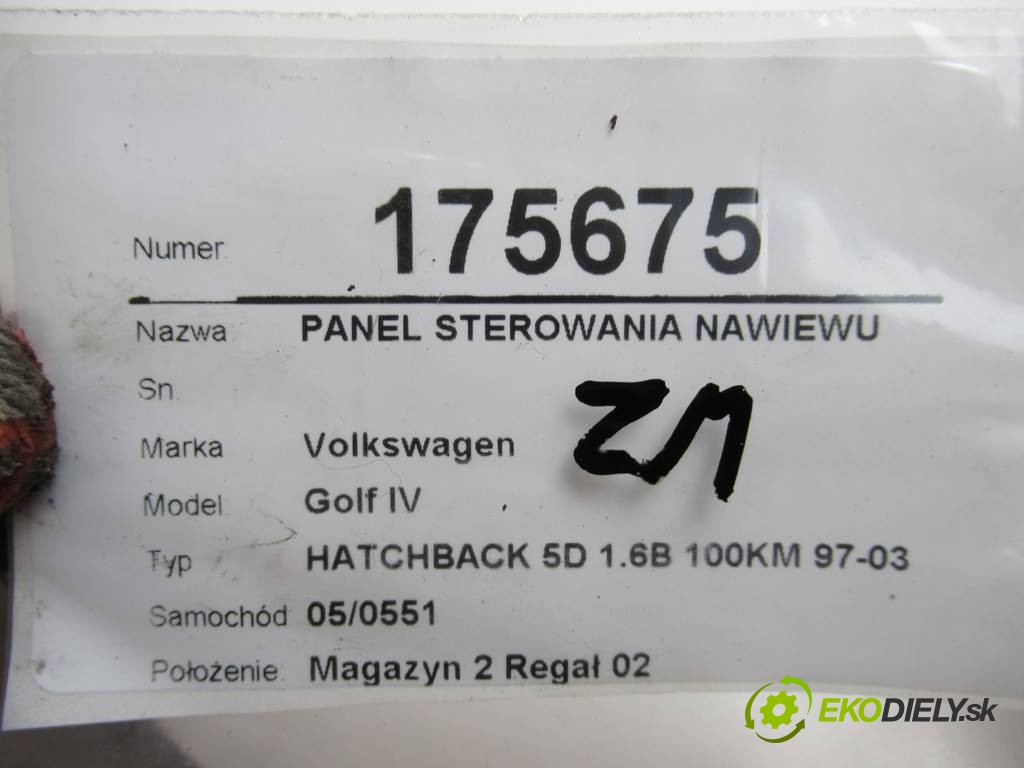 Numer: 175675
Nazwa: PANEL STEROWANIA NAWIEWU
Sn:
ZM
Marka: Volkswagen
Model: Golf IV
Typ: HATCHBACK 5D 1.6B 100KM 97-03
Samochód: 05/0551
Położenie: Magazyn 2 Regał 02
EKODIELY.sk